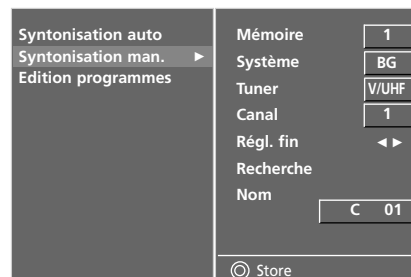 Syntonisation auto
Syntonisation man. ►
Edition programmes
Mémoire 1
Système BG
Tuner V/UHF
Canal 1
Régl. fin ◄ ►
Recherche
Nom
C 01
Store